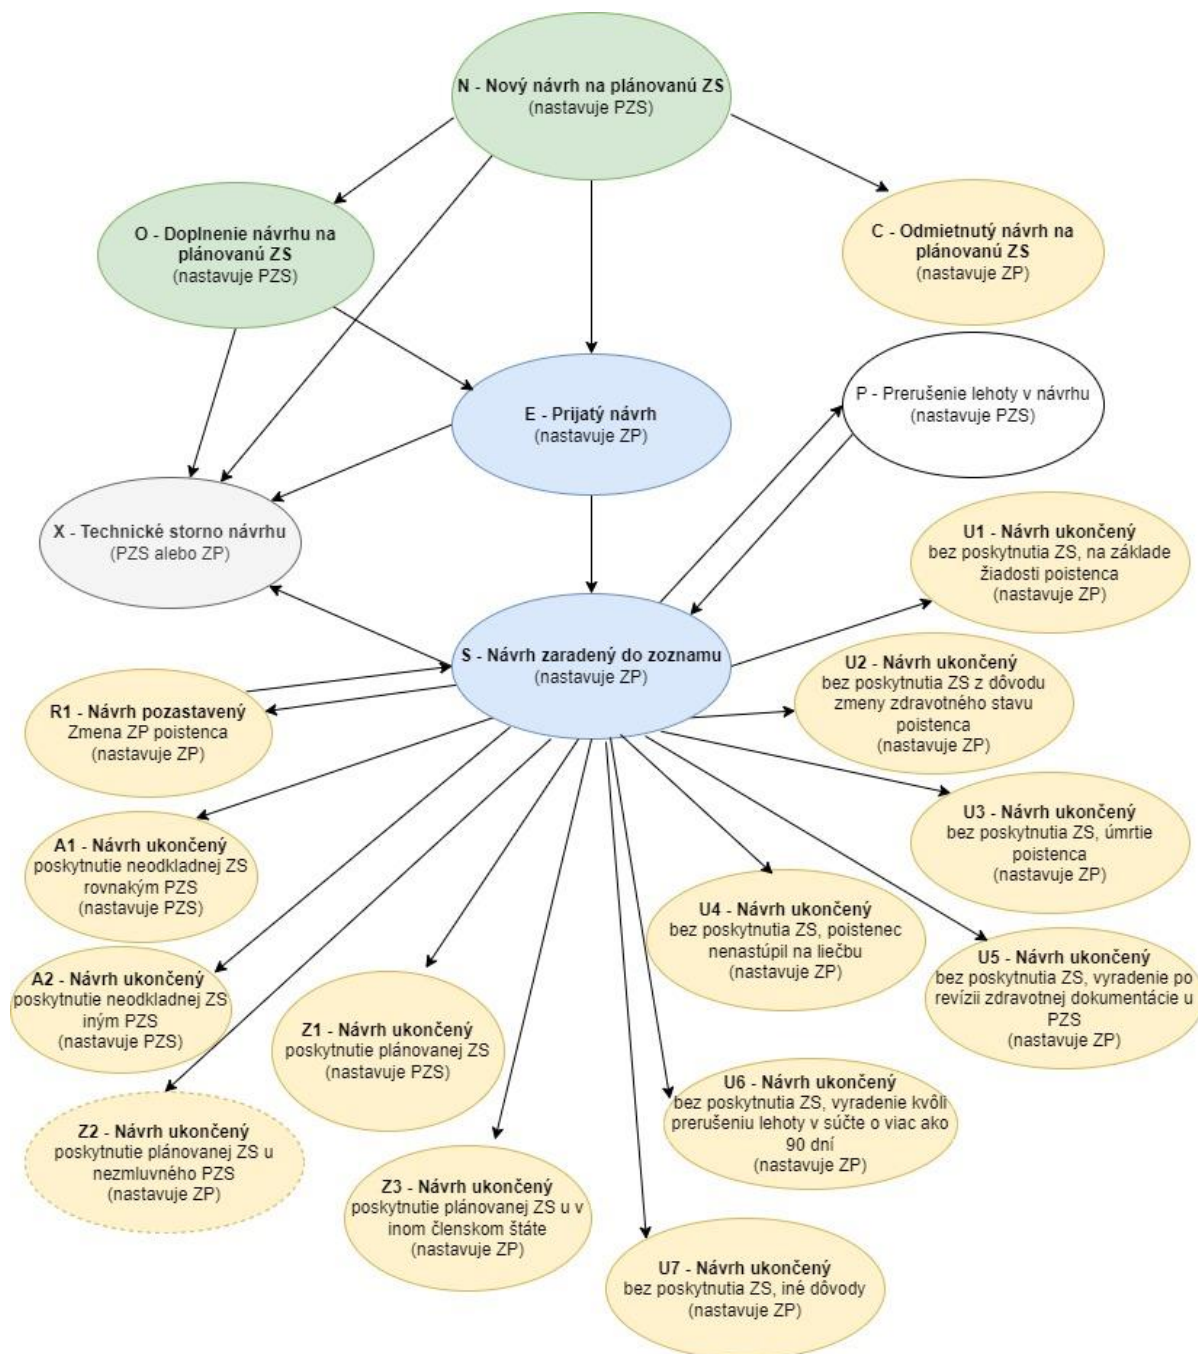 N - Nový návrh na plánovanú ZS
(nastavuje PZS)
O - Doplnenie návrhu na
plánovanú ZS
(nastavuje PZS)
C - Odmietnutý návrh na
plánovanú ZS
(nastavuje ZP)
E - Prijatý návrh
(nastavuje ZP)
P - Prerušenie lehoty v návrhu
(nastavuje PZS)
X - Technické storno návrhu
(PZS alebo ZP)
U1 - Návrh ukončený
bez poskytnutia ZS, na základe
žiadosti poistenca
(nastavuje ZP)
S - Návrh zaradený do zoznamu
(nastavuje ZP)
U2 - Návrh ukončený
bez poskytnutia ZS z dôvodu
zmeny zdravotného stavu
poistenca
(nastavuje ZP)
R1 - Návrh pozastavený
Zmena ZP poistenca
(nastavuje ZP)
U3 - Návrh ukončený
bez poskytnutia ZS, úmrtie
poistenca
(nastavuje ZP)
A1 - Návrh ukončený
poskytnutie neodkladnej ZS
rovnakým PZS
(nastavuje PZS)
U4 - Návrh ukončený
bez poskytnutia ZS, poistenec
nenastúpil na liečbu
(nastavuje ZP)
U5 - Návrh ukončený
bez poskytnutia ZS, vyradenie po
revízii zdravotnej dokumentácie u
PZS
(nastavuje ZP)
A2 - Návrh ukončený
poskytnutie neodkladnej ZS
iným PZS
(nastavuje PZS)
Z1 - Návrh ukončený
poskytnutie plánovanej ZS
(nastavuje PZS)
U6 - Návrh ukončený
bez poskytnutia ZS, vyradenie kvôli
prerušeniu lehoty v súčte o viac ako
90 dní
(nastavuje ZP)
Z2 - Návrh ukončený
poskytnutie plánovanej ZS u
nezmluvného PZS
(nastavuje ZP)
Z3 - Návrh ukončený
poskytnutie plánovanej ZS u v
inom členskom štáte
(nastavuje ZP)
U7 - Návrh ukončený
bez poskytnutia ZS, iné dôvody
(nastavuje ZP)